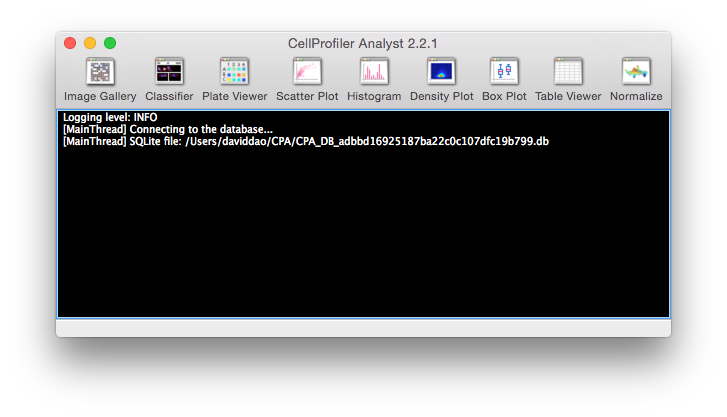 CellProfiler Analyst 2.2.1
Image Gallery Classifier Plate Viewer Scatter Plot Histogram Density Plot Box Plot Table Viewer Normalize
Logging level: INFO
[MainThread] Connecting to the database...
[MainThread] SQLite file: /Users/daviddao/CPA/CPA_DB_adbbd16925187ba22c0c107dfc19b799.db